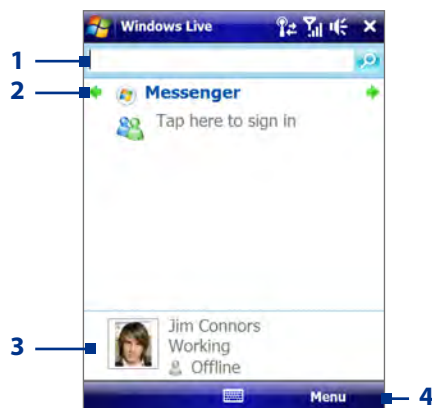 Windows Live
1
2
Messenger
Tap here to sign in
3
Jim Connors
Working
Offline
Menu
4